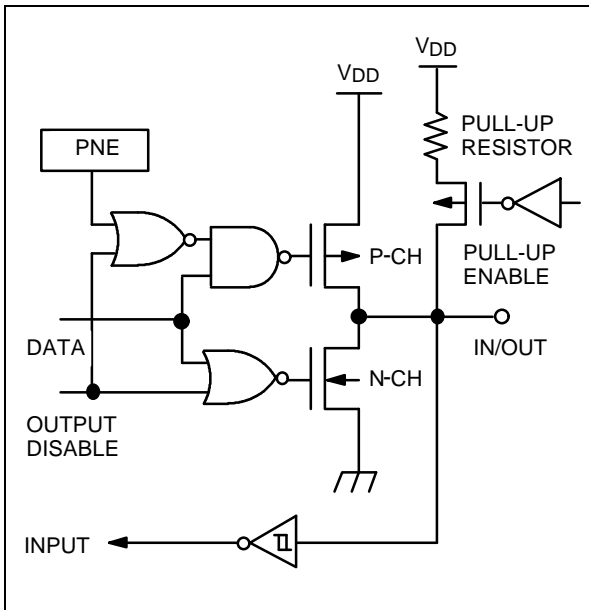 VDD
VDD
PULL-UP
RESISTOR
PNE
P-CH
PULL-UP
ENABLE
DATA
IN/OUT
N-CH
OUTPUT
DISABLE
INPUT